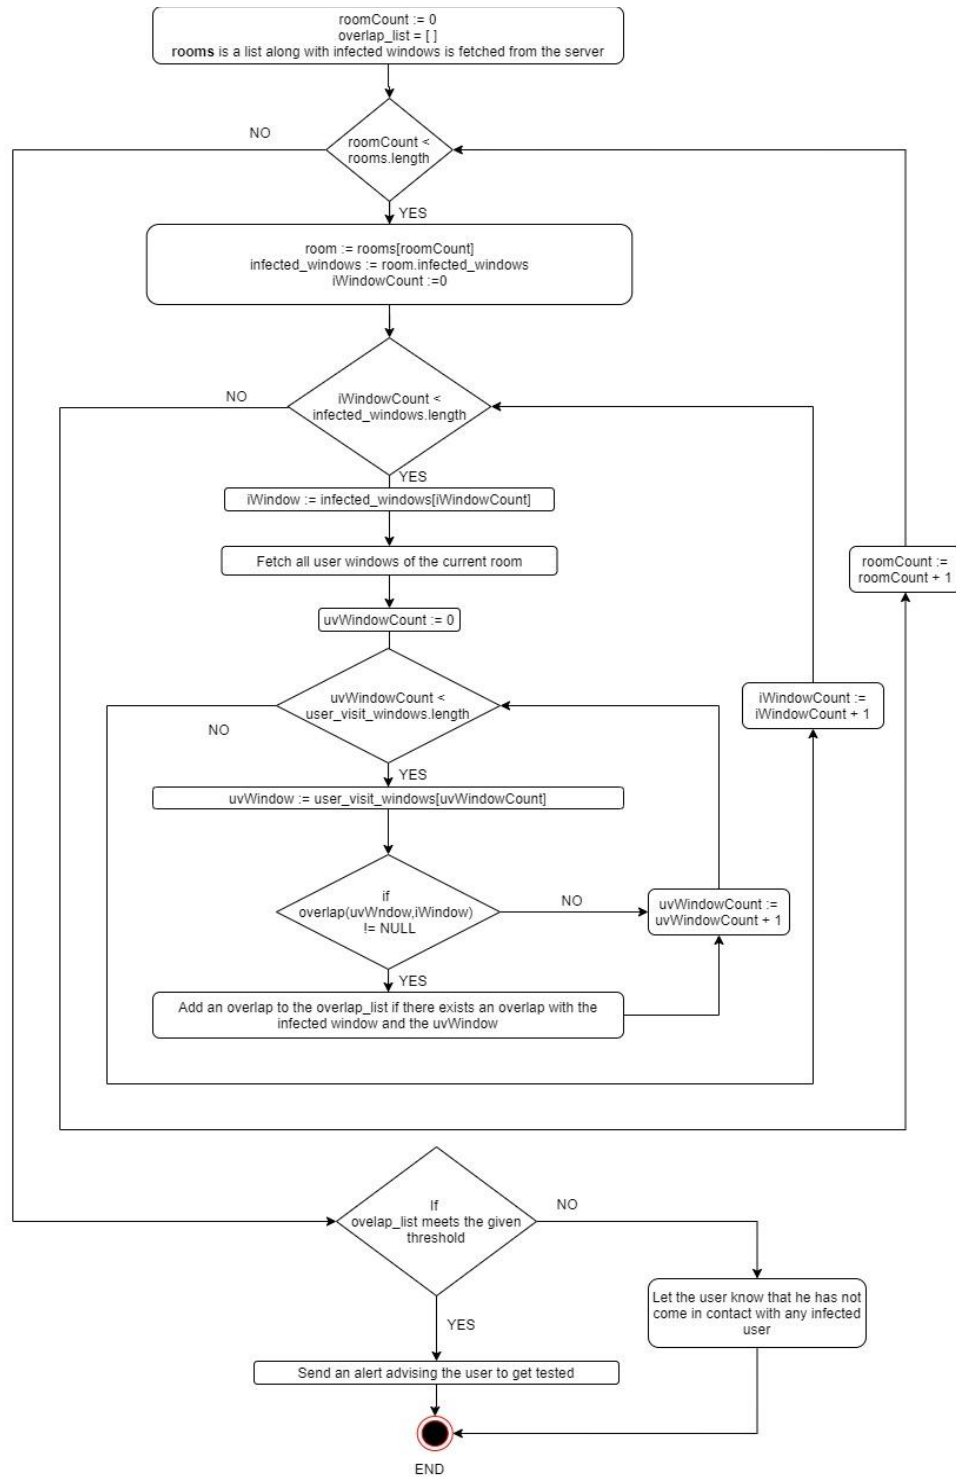 roomCount := 0
overlap_list = [ ]
rooms is a list along with infected windows is fetched from the server
NO
roomCount <
rooms.length
YES
room := rooms[roomCount]
infected_windows := room.infected_windows
iWindowCount :=0
NO
iWindowCount <
infected_windows.length
YES
iWindow := infected_windows[iWindowCount]
Fetch all user windows of the current room
roomCount :=
roomCount + 1
uvWindowCount := 0
uvWindowCount <
user_visit_windows.length
NO
iWindowCount :=
iWindowCount + 1
YES
uvWindow := user_visit_windows[uvWindowCount]
if
overlap(uvWndow,iWindow)
!= NULL
NO
uvWindowCount :=
uvWindowCount + 1
YES
Add an overlap to the overlap_list if there exists an overlap with the
infected window and the uvWindow
If
ovelap_list meets the given
threshold
NO
Let the user know that he has not
come in contact with any infected
user
YES
Send an alert advising the user to get tested
END